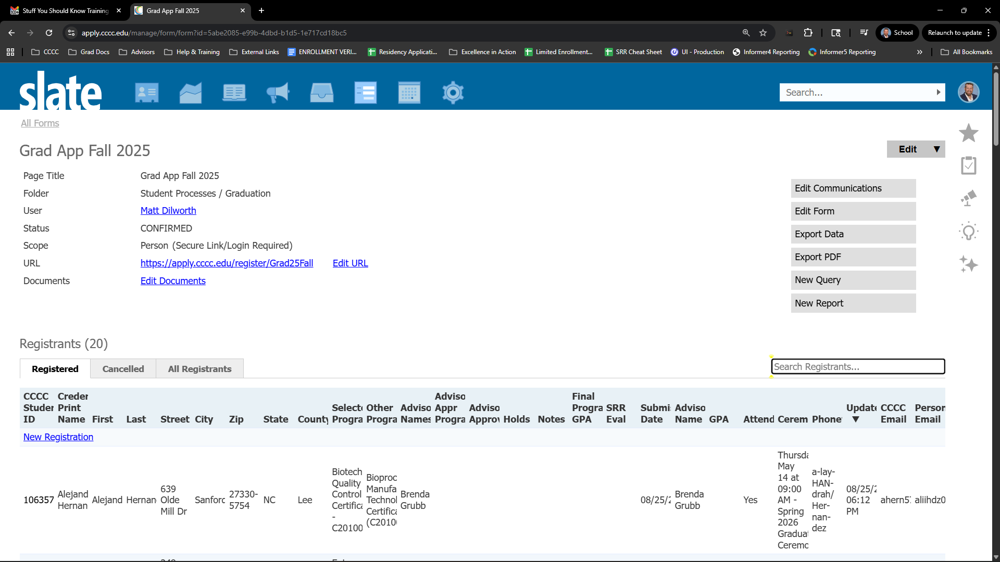 Stuff You Should Know Training
Grad App Fall 2025
apply.cccc.edu/manage/form/form?id=5abe2085-e99b-4dbd-b1d5-1e717cd18bc5
School
Relaunch to update
CCCC
Grad Docs
Advisors
Help & Training
External Links
ENROLLMENT VERI...
Residency Applicati...
Excellence in Action
Limited Enrollment...
SRR Cheat Sheet
UI - Production
Informer4 Reporting
Informer5 Reporting
All Bookmarks
slate
Search...
All Forms
Grad App Fall 2025
Edit ▼
Page Title Grad App Fall 2025
Folder Student Processes / Graduation
User Matt Dilworth
Status CONFIRMED
Scope Person (Secure Link/Login Required)
URL https://apply.cccc.edu/register/Grad25Fall Edit URL
Documents Edit Documents
Edit Communications
Edit Form
Export Data
Export PDF
New Query
New Report
Registrants (20)
Registered
Cancelled
All Registrants
Search Registrants...
CCCC
Studer
ID
Creder
Print
Name
First
Last
Street
City
Zip
State
County
Selecte
Progra
Other
Progra
Adviso
Names
Adviso
Appr
Progra
Adviso
Approv
Holds
Notes
Final
Progra
GPA
SRR
Eval
Submi
Date
Adviso
Name
GPA
Attend
Cerem
Phone
Update
▼
CCCC
Email
Person
Email
New Registration
106357
Alejand
Hernan
Alejand
Hernan
639
Olde
Mill Dr
Sanford
27330-
5754
NC
Lee
Biotech
Quality
Control
Certifica
-
C20100
Bioproc
Manufa
Technol
Certifica
(C20100
Brenda
Grubb
08/25/2
Brenda
Grubb
Yes
Thursda
May
14 at
09:00
AM -
Spring
2026
Graduat
Ceremo
a-lay-
HAN-
drah/
Her-
nan-
dez
08/25/2
06:12
PM
ahern5
aliihdz0